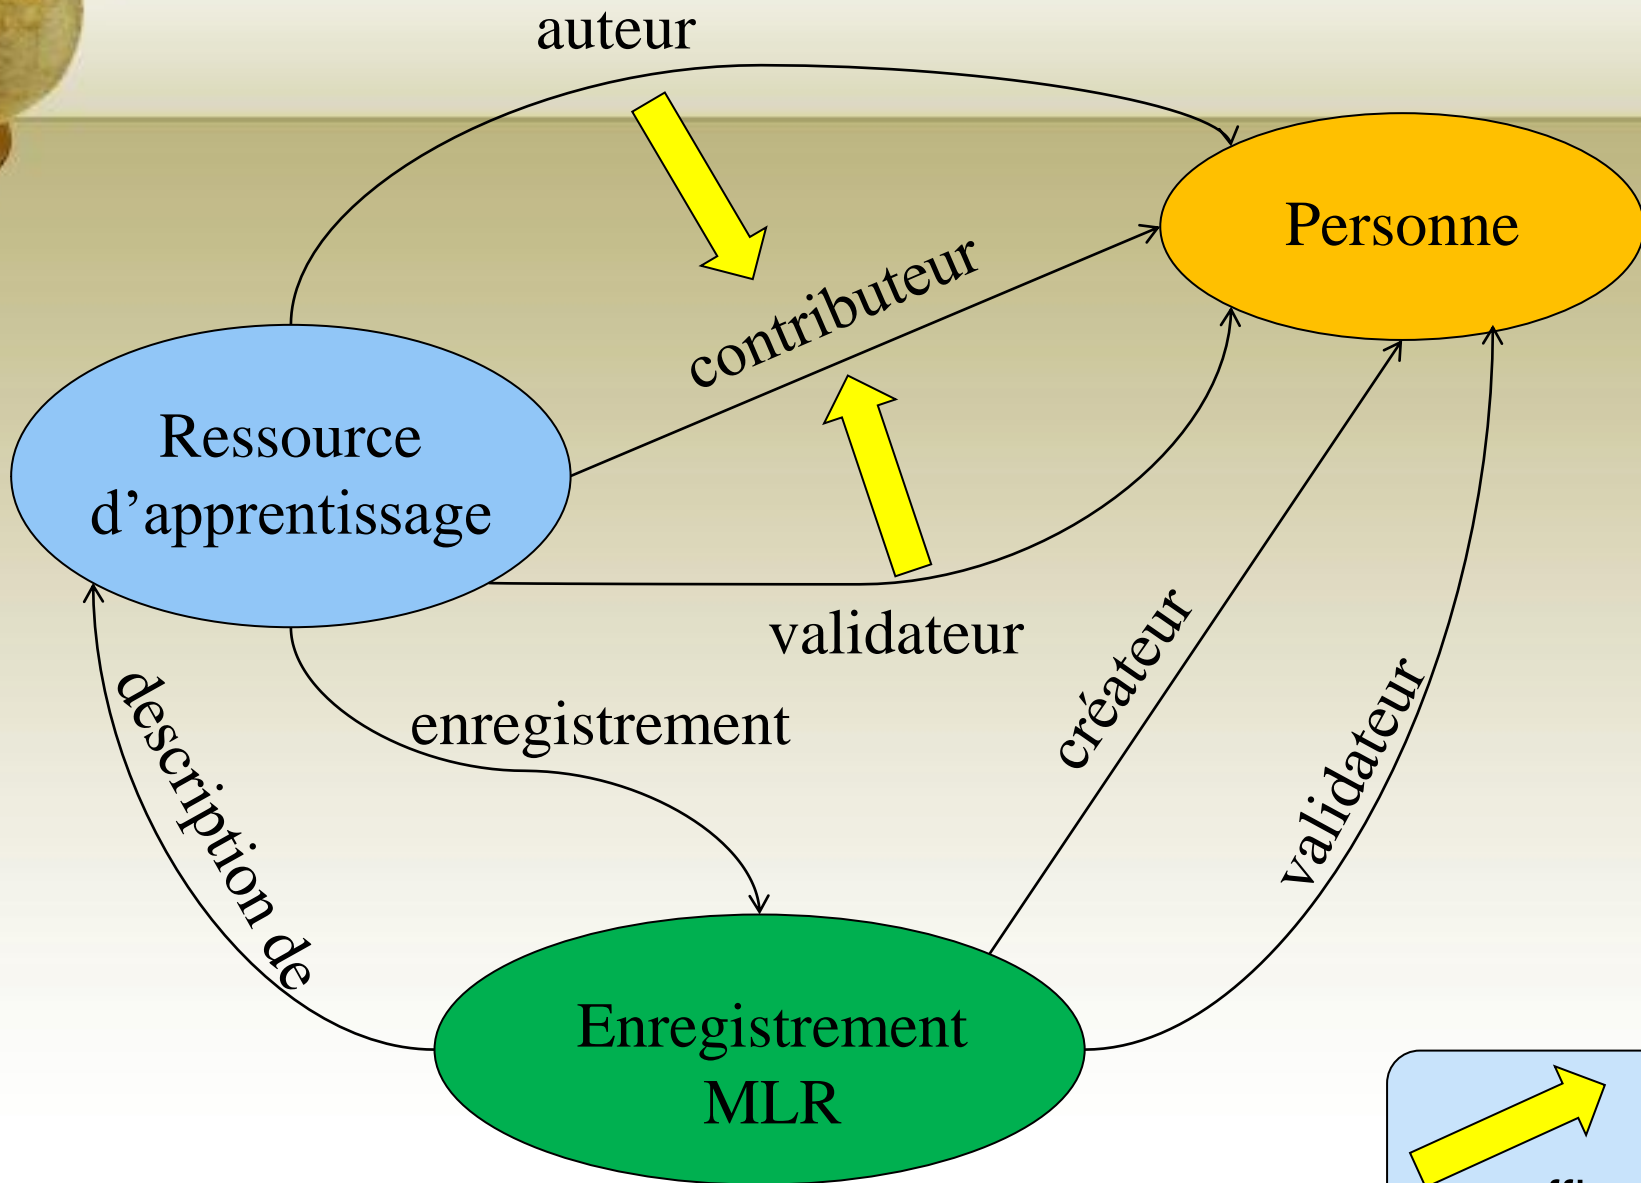 auteur
Personne
contributeur
Ressource
d’apprentissage
validateur
créateur
enregistrement
validateur
description de
Enregistrement
MLR